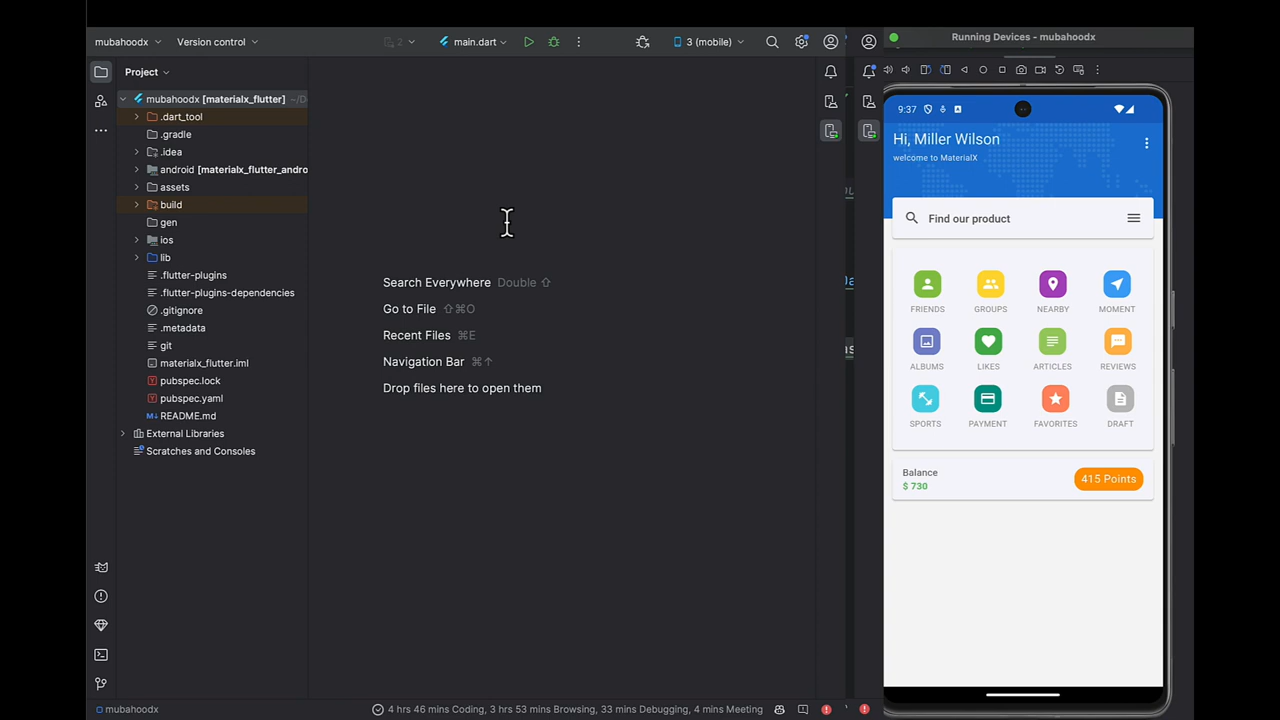 mubahoodx
Version control
2
main.dart
3 (mobile)
Running Devices - mubahoodx
Project
mubahoodx [materialx_flutter] ~/D
.dart_tool
.gradle
.idea
android [materialx_flutter_andro
assets
build
gen
ios
lib
.flutter-plugins
.flutter-plugins-dependencies
.gitignore
.metadata
git
materialx_flutter.iml
pubspec.lock
pubspec.yaml
README.md
External Libraries
Scratches and Consoles
Search Everywhere Double ⇧
Go to File ⇧⌘O
Recent Files ⌘E
Navigation Bar ⌘↑
Drop files here to open them
9:37
Hi, Miller Wilson
welcome to MaterialX
Find our product
FRIENDS GROUPS NEARBY MOMENT
ALBUMS LIKES ARTICLES REVIEWS
SPORTS PAYMENT FAVORITES DRAFT
Balance
$ 730
415 Points
mubahoodx
4 hrs 46 mins Coding, 3 hrs 53 mins Browsing, 33 mins Debugging, 4 mins Meeting